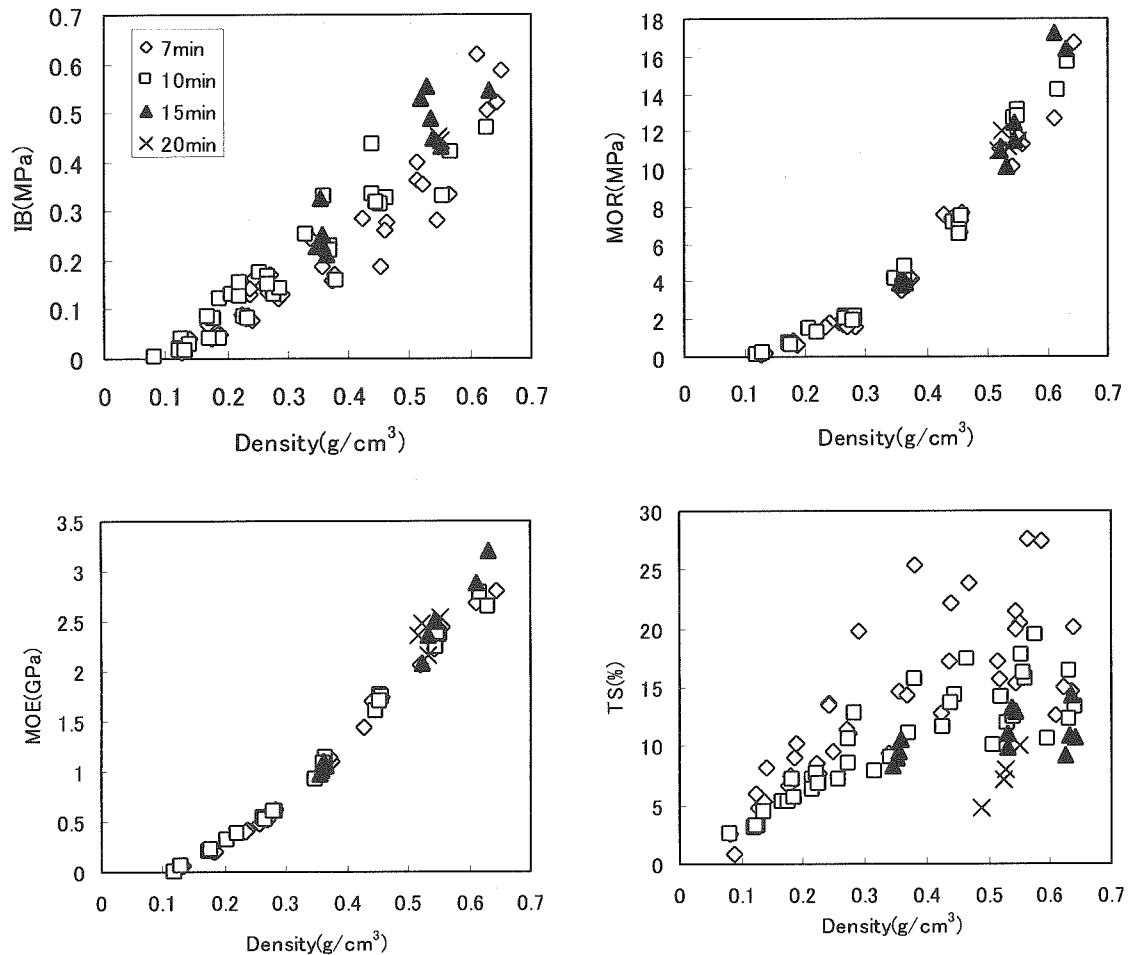 0.7
0.6
0.5
0.4
0.3
0.2
0.1
0
IB(MPa)
7min
10min
15min
20min
0 0.1 0.2 0.3 0.4 0.5 0.6 0.7
Density(g/cm³)
18
16
14
12
10
8
6
4
2
0
MOR(MPa)
0 0.1 0.2 0.3 0.4 0.5 0.6 0.7
Density(g/cm³)
3.5
3
2.5
2
1.5
1
0.5
0
MOE(GPa)
0 0.1 0.2 0.3 0.4 0.5 0.6 0.7
Density(g/cm³)
30
25
20
15
10
5
0
TS(%)
0 0.1 0.2 0.3 0.4 0.5 0.6 0.7
Density(g/cm³)